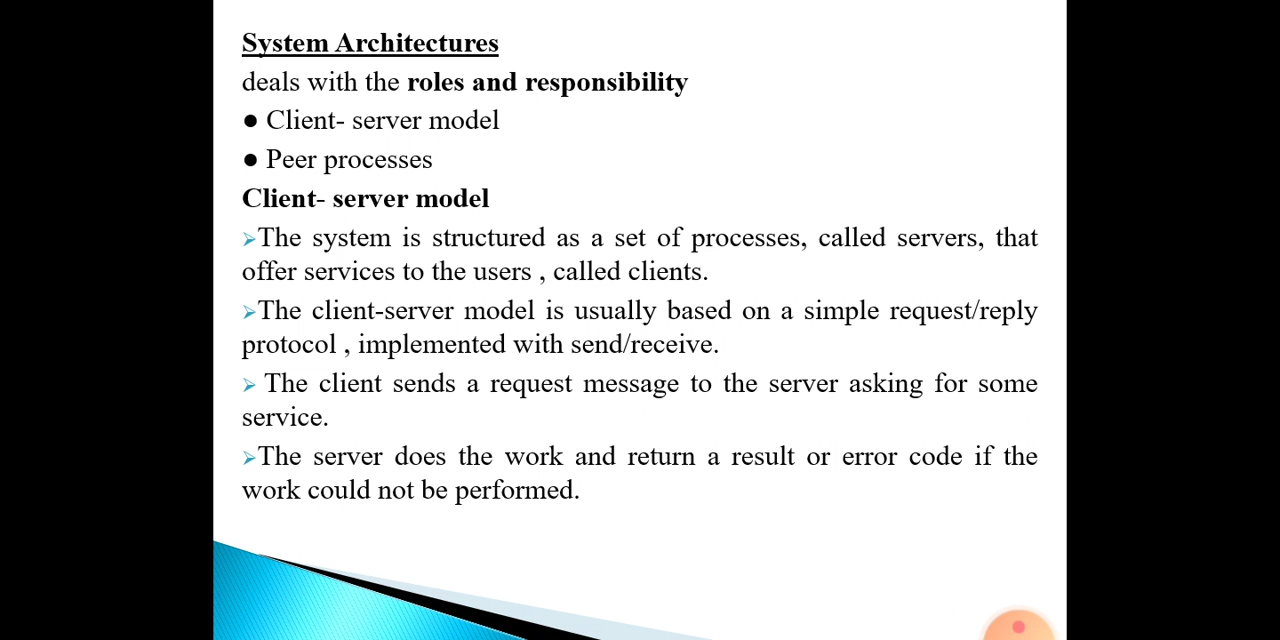 System Architectures
deals with the roles and responsibility
● Client- server model
● Peer processes
Client- server model
➢The system is structured as a set of processes, called servers, that
offer services to the users , called clients.
➢The client-server model is usually based on a simple request/reply
protocol , implemented with send/receive.
➢ The client sends a request message to the server asking for some
service.
➢The server does the work and return a result or error code if the
work could not be performed.